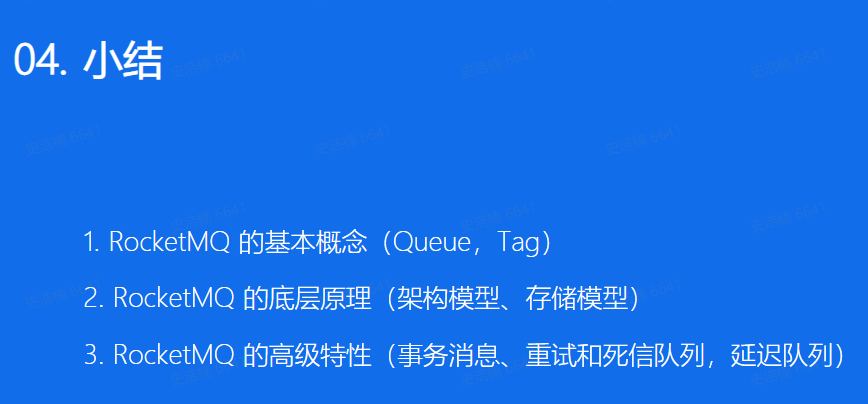 04. 小结
1. RocketMQ 的基本概念（Queue，Tag）
2. RocketMQ 的底层原理（架构模型、存储模型）
3. RocketMQ 的高级特性（事务消息、重试和死信队列，延迟队列）